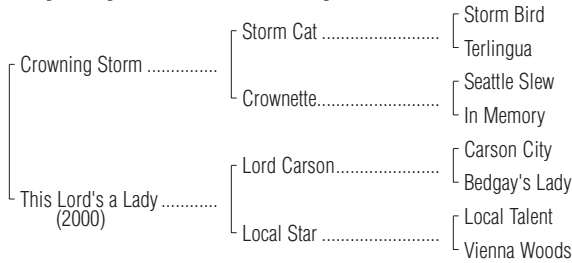 Storm Bird
Storm Cat ........................
Terlingua
Crowning Storm ..............
Seattle Slew
Crownette.........................
In Memory
Carson City
Lord Carson.....................
Bedgay's Lady
This Lord's a Lady ...........
(2000)
Local Talent
Local Star ........................
Vienna Woods